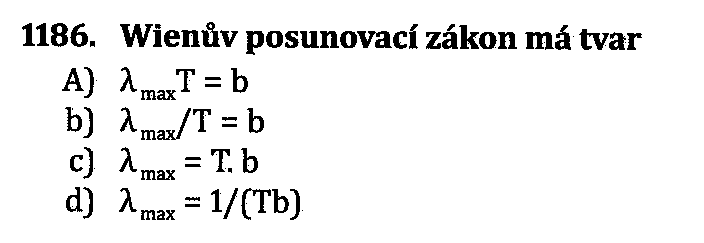 1186. Wienův posunovací zákon má tvar
A) λmaxT = b
b) λmax/T = b
c) λmax = T. b
d) λmax = 1/(Tb)